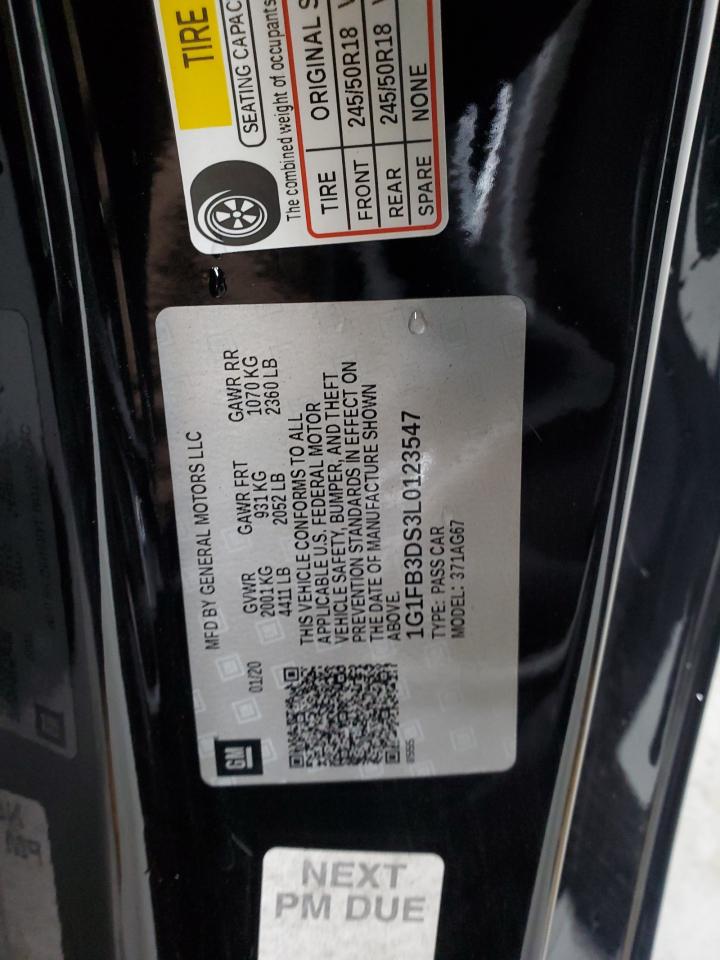 TIRE
SEATING CAPAC
The combined weight of occupants
TIRE ORIGINAL S
FRONT 245/50R18 V
REAR 245/50R18 V
SPARE NONE
MFD BY GENERAL MOTORS LLC
01/20 GVWR GAWR FRT GAWR RR
2001 KG 931 KG 1070 KG
4411 LB 2052 LB 2360 LB
THIS VEHICLE CONFORMS TO ALL
APPLICABLE U.S. FEDERAL MOTOR
VEHICLE SAFETY, BUMPER, AND THEFT
PREVENTION STANDARDS IN EFFECT ON
THE DATE OF MANUFACTURE SHOWN
ABOVE.
1G1FB3DS3L0123547
TYPE: PASS CAR
MODEL: 371AG67
GM
NEXT
PM DUE